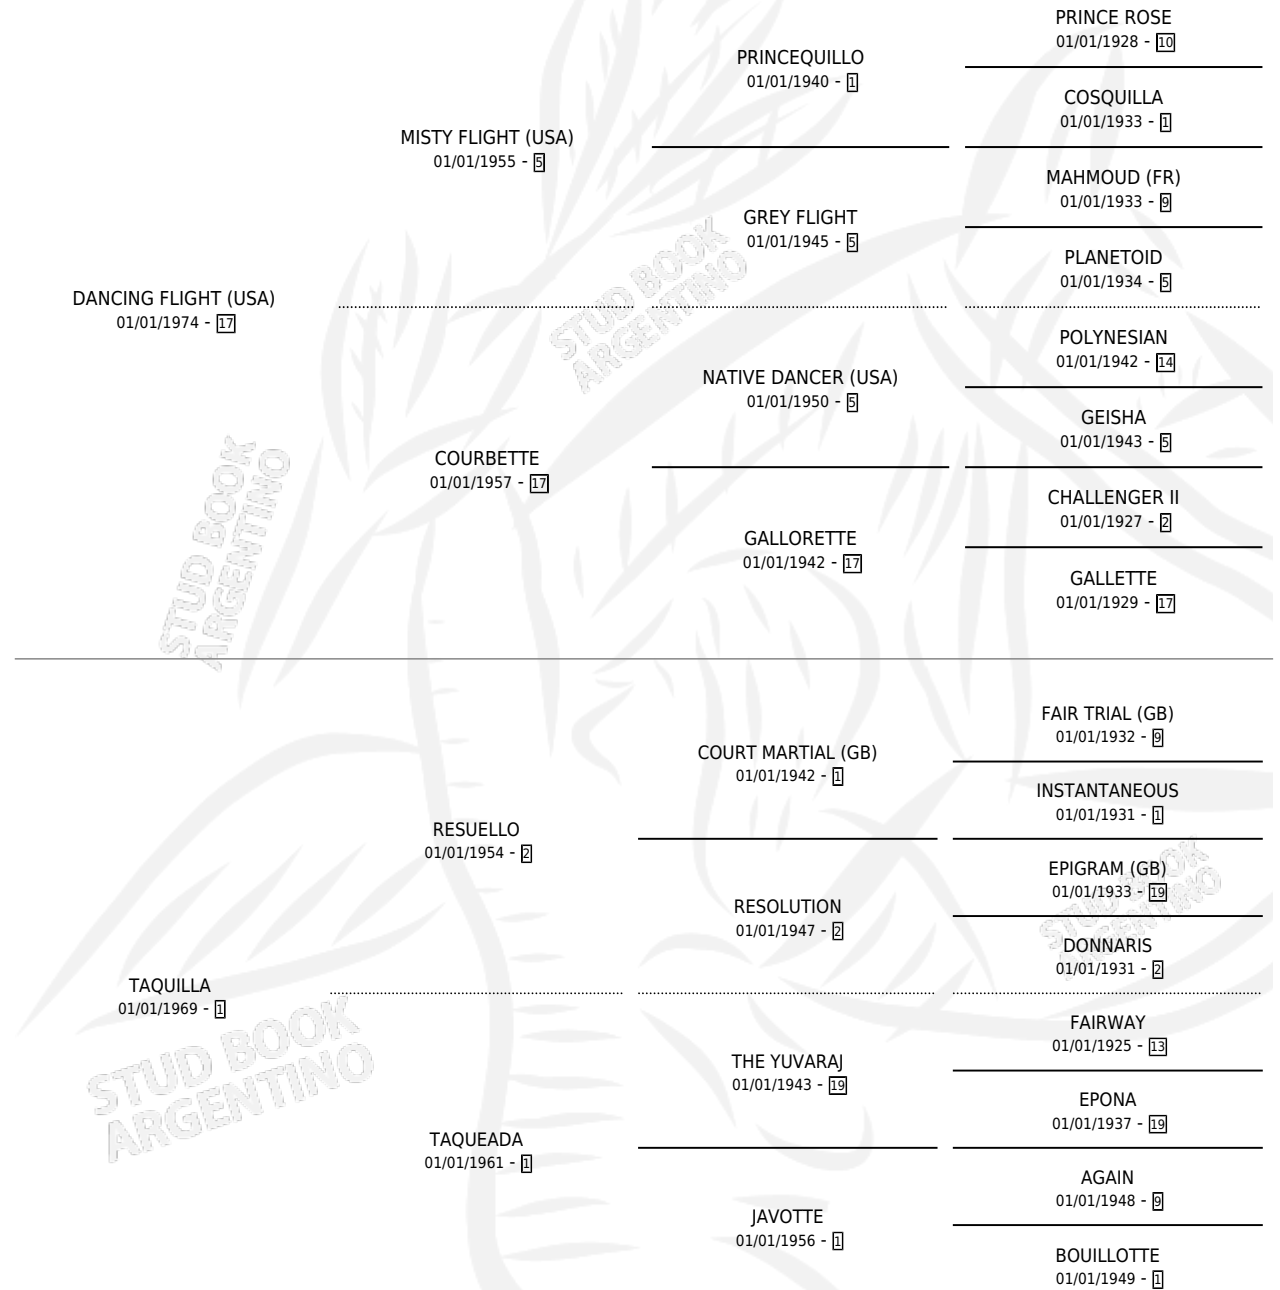 PRINCE ROSE
01/01/1928 - 10
PRINCEQUILLO
01/01/1940 - 1
COSQUILLA
01/01/1933 - 1
MISTY FLIGHT (USA)
01/01/1955 - 5
MAHMOUD (FR)
01/01/1933 - 9
GREY FLIGHT
01/01/1945 - 5
PLANETOID
01/01/1934 - 5
DANCING FLIGHT (USA)
01/01/1974 - 17
POLYNESIAN
01/01/1942 - 14
NATIVE DANCER (USA)
01/01/1950 - 5
GEISHA
01/01/1943 - 5
COURBETTE
01/01/1957 - 17
CHALLENGER II
01/01/1927 - 2
GALLORETTE
01/01/1942 - 17
GALLETTE
01/01/1929 - 17
FAIR TRIAL (GB)
01/01/1932 - 9
COURT MARTIAL (GB)
01/01/1942 - 1
INSTANTANEOUS
01/01/1931 - 1
RESUELLO
01/01/1954 - 2
EPIGRAM (GB)
01/01/1933 - 19
RESOLUTION
01/01/1947 - 2
DONNARIS
01/01/1931 - 2
TAQUILLA
01/01/1969 - 1
FAIRWAY
01/01/1925 - 13
THE YUVARAJ
01/01/1943 - 19
EPONA
01/01/1937 - 19
TAQUEADA
01/01/1961 - 1
AGAIN
01/01/1948 - 9
JAVOTTE
01/01/1956 - 1
BOUILLOTTE
01/01/1949 - 1
STUD BOOK
ARGENTINO
STUD BOOK
ARGENTINO
STUD BOOK
ARGENTINO
STUD BOOK
ARGENTINO